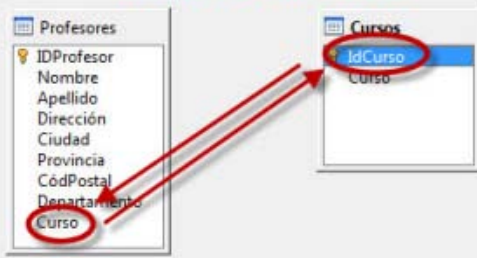 Profesores
IDProfesor
Nombre
Apellido
Dirección
Ciudad
Provincia
CódPostal
Departamento
Curso
Cursos
IdCurso
Curso